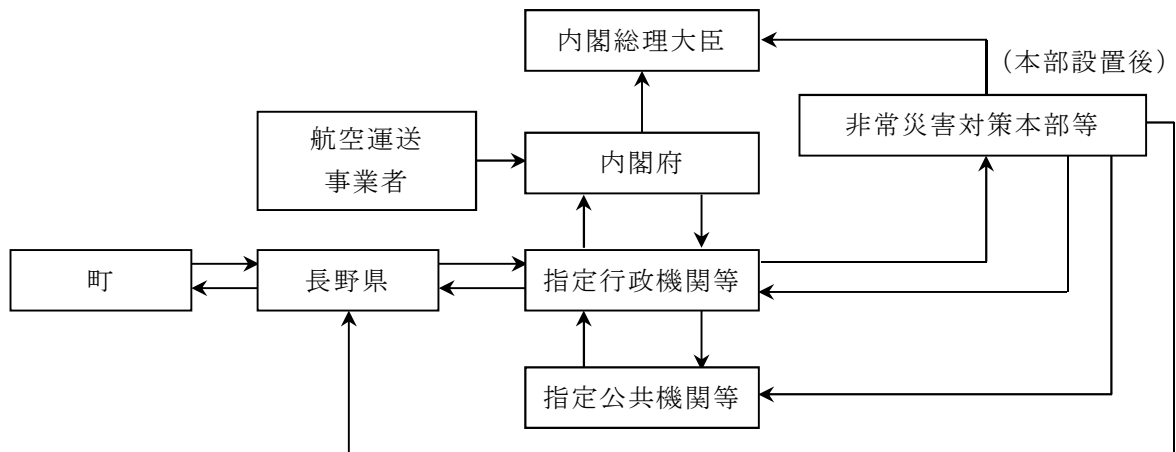 内閣総理大臣
（本部設置後）
非常災害対策本部等
航空運送
事業者
内閣府
町
長野県
指定行政機関等
指定公共機関等